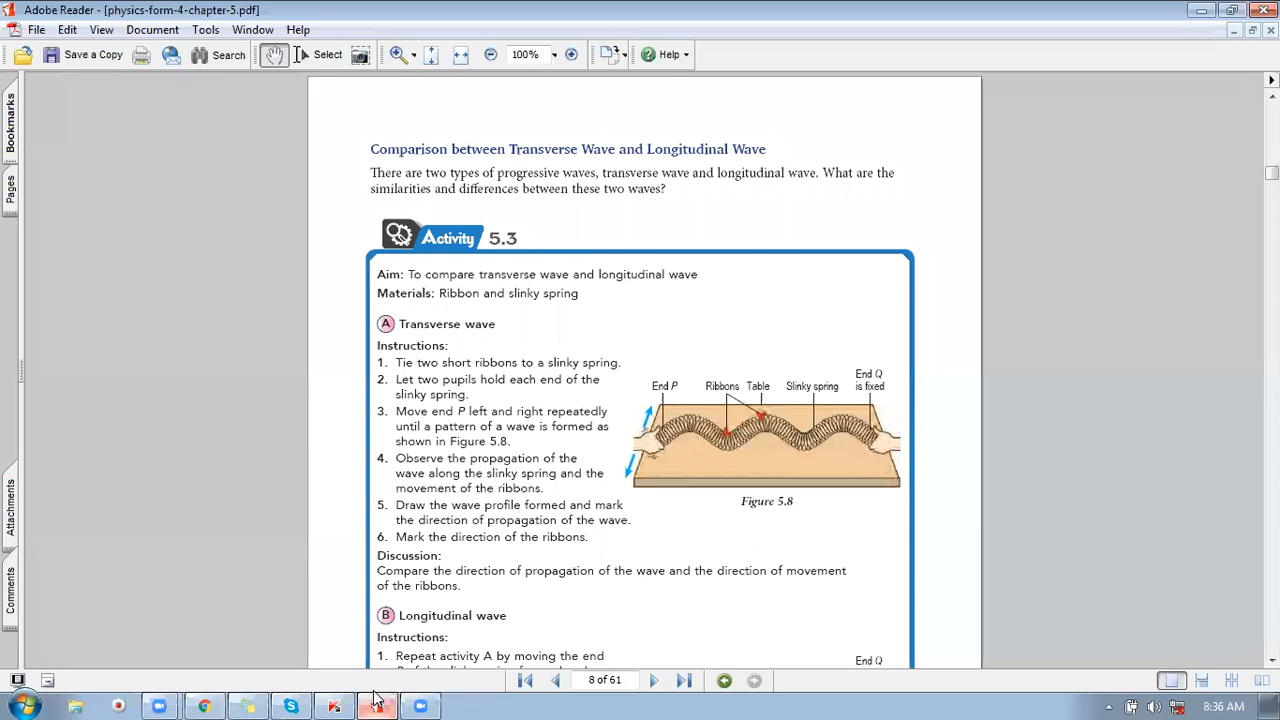 Adobe Reader - [physics-form-4-chapter-5.pdf]
File Edit View Document Tools Window Help
Save a Copy Search Select 100% Help
Bookmarks
Pages
Attachments
Comments
Comparison between Transverse Wave and Longitudinal Wave
There are two types of progressive waves, transverse wave and longitudinal wave. What are the
similarities and differences between these two waves?
Activity 5.3
Aim: To compare transverse wave and longitudinal wave
Materials: Ribbon and slinky spring
A Transverse wave
Instructions:
1. Tie two short ribbons to a slinky spring.
2. Let two pupils hold each end of the
slinky spring.
3. Move end P left and right repeatedly
until a pattern of a wave is formed as
shown in Figure 5.8.
4. Observe the propagation of the
wave along the slinky spring and the
movement of the ribbons.
5. Draw the wave profile formed and mark
the direction of propagation of the wave.
6. Mark the direction of the ribbons.
End P Ribbons Table Slinky spring End Q
is fixed
Figure 5.8
Discussion:
Compare the direction of propagation of the wave and the direction of movement
of the ribbons.
B Longitudinal wave
Instructions:
1. Repeat activity A by moving the end
End Q
8 of 61
8:36 AM